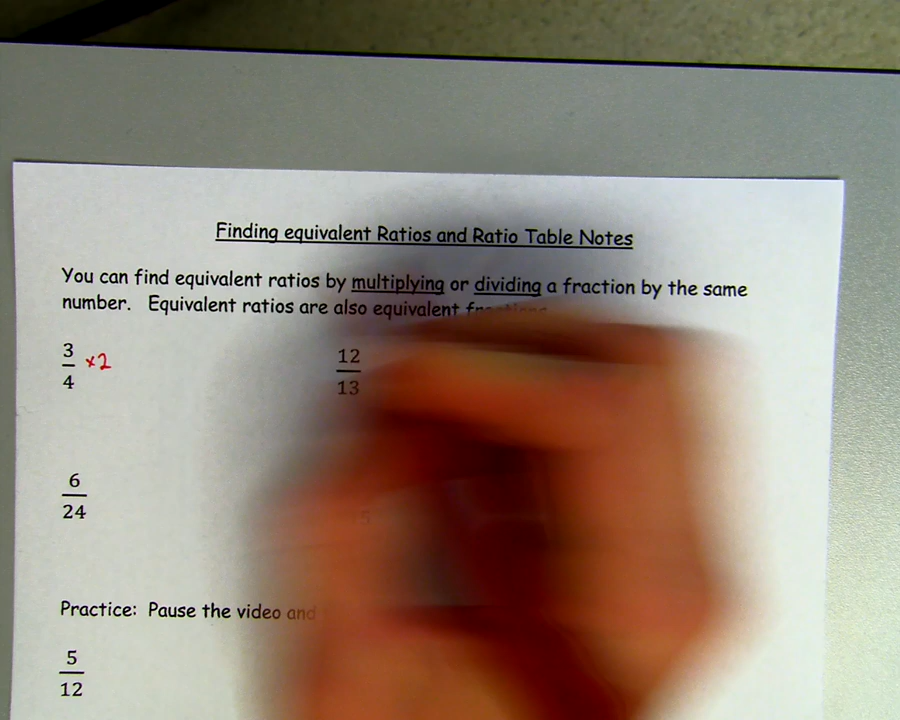 Finding equivalent Ratios and Ratio Table Notes
You can find equivalent ratios by multiplying or dividing a fraction by the same
number. Equivalent ratios are also equivalent
3/4 ×2
12/13
6/24
5
Practice: Pause the video and
5/12